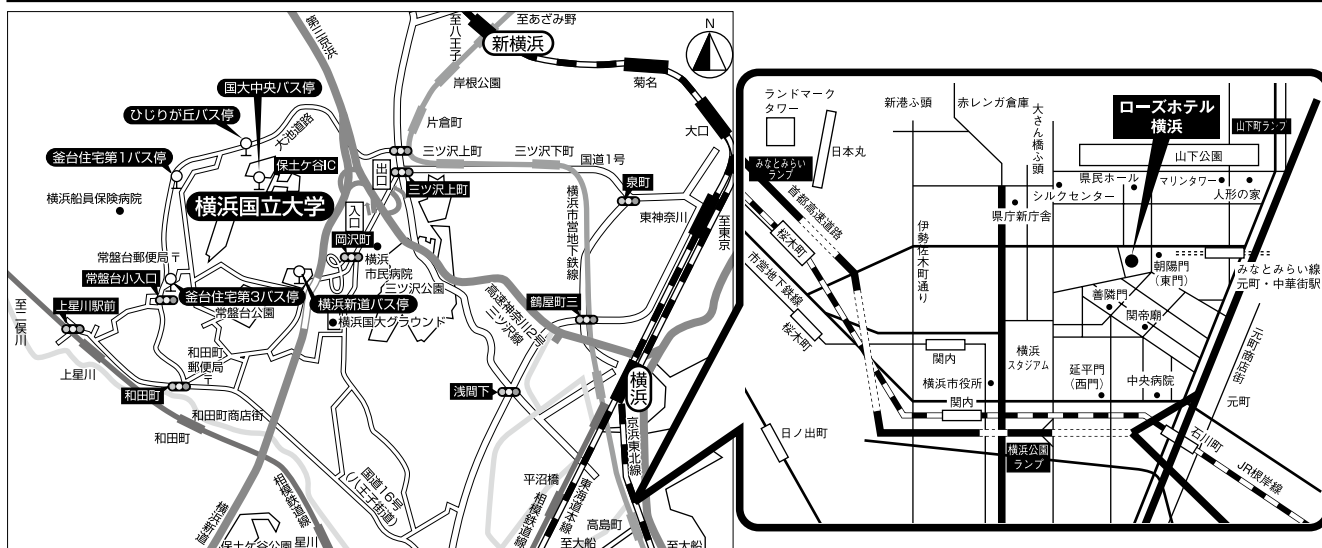 至八王子
至あざみ野
第三京浜
新横浜
N
岸根公園
菊名
国大中央バス停
ひじりが丘バス停
大池道路
片倉町
大口
釜台住宅第1バス停
保土ケ谷IC
出口
三ツ沢上町
三ツ沢下町
国道1号
三ツ沢上町
泉町
横浜船員保険病院
横浜国立大学
入口
横浜市営地下鉄線
東神奈川
至東京
岡沢町
横浜
市民病院
三ツ沢公園
常盤台郵便局〒
常盤台小入口
釜台住宅第3バス停
常盤台公園
横浜新道バス停
横浜国大グラウンド
高速神奈川2号
三ツ沢線
鶴屋町三
至二俣川
上星川駅前
上星川
和田町
郵便局
〒
和田町
和田町商店街
和田町
浅間下
横浜
京浜東北線
国道16号
(八王子街道)
相模鉄道線
横浜新道
保土ケ谷公園
星川
平沼橋
相模鉄道線
東海道本線
高島町
至大船
至大船
ランドマーク
タワー
日本丸
新港ふ頭
赤レンガ倉庫
大さん橋ふ頭
ローズホテル
横浜
山下町ランプ
みなとみらい
ランプ
山下公園
県民ホール
マリンタワー
シルクセンター
人形の家
首都高速道路
県庁新庁舎
桜木町
伊勢佐木町通り
市営地下鉄線
桜木町
朝陽門
(東門)
みなとみらい線
元町・中華街駅
善隣門
関帝廟
関内
横浜
スタジアム
横浜市役所
延平門
(西門)
中央病院
元町商店街
元町
関内
日ノ出町
横浜公園
ランプ
石川町
JR根岸線